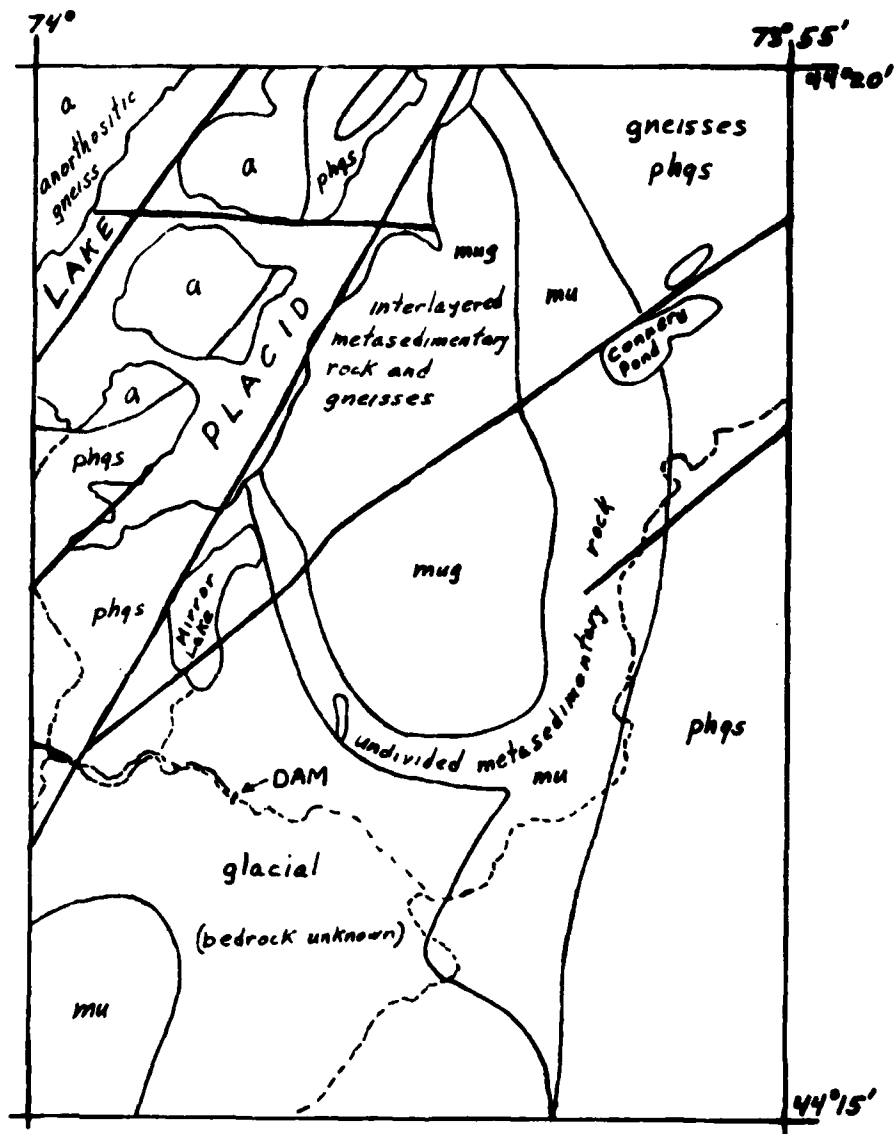 74°
73°55'
44°20'
a
anorthositic
gneiss
a
phqs
gneisses
phqs
LAKE
PLACID
a
mug
interlayered
metasedimentary
rock and
gneisses
mu
Connery
Pond
a
phqs
rock
mug
phqs
Mirror
Lake
undivided metasedimentary
mu
phqs
DAM
glacial
(bedrock unknown)
mu
44°15'